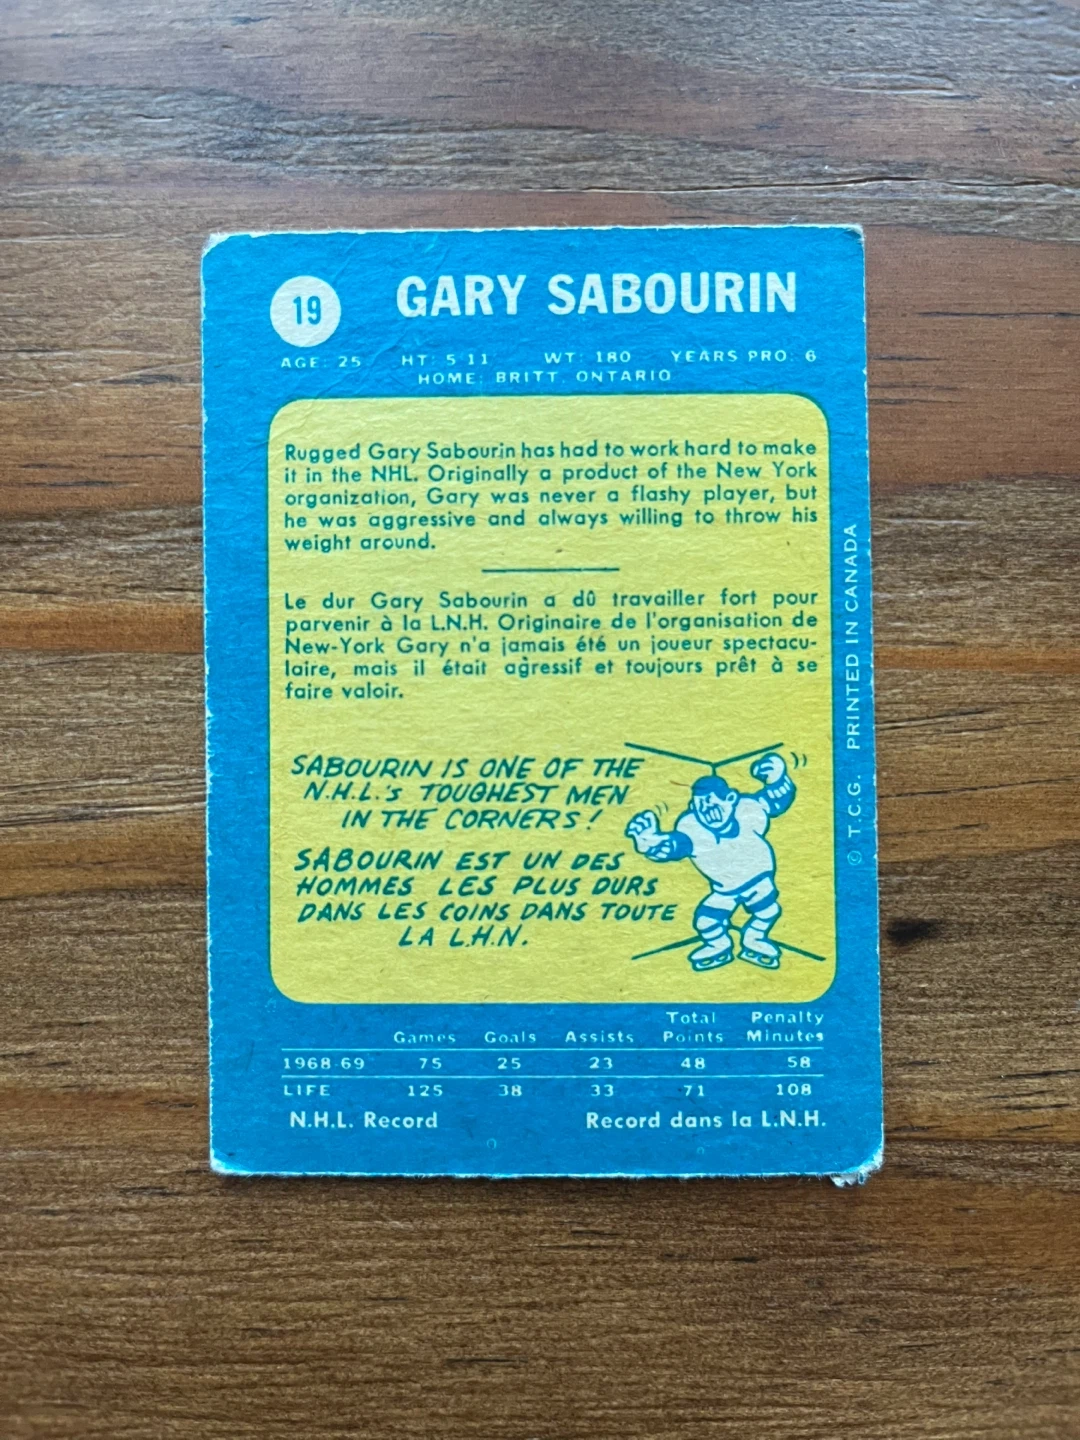 19
GARY SABOURIN
AGE: 25 HT: 5 11 WT: 180 YEARS PRO: 6
HOME: BRITT, ONTARIO
Rugged Gary Sabourin has had to work hard to make
it in the NHL. Originally a product of the New York
organization, Gary was never a flashy player, but
he was aggressive and always willing to throw his
weight around.
Le dur Gary Sabourin a dû travailler fort pour
parvenir à la L.N.H. Originaire de l'organisation de
New-York Gary n'a jamais été un joueur spectacu-
laire, mais il était agressif et toujours prêt à se
faire valoir.
SABOURIN IS ONE OF THE
N.H.L.'s TOUGHEST MEN
IN THE CORNERS!
SABOURIN EST UN DES
HOMMES LES PLUS DURS
DANS LES COINS DANS TOUTE
LA L.H.N.
Games Goals Assists Total Points Penalty Minutes
1968-69 75 25 23 48 58
LIFE 125 38 33 71 108
N.H.L. Record Record dans la L.N.H.
© T.C.G. PRINTED IN CANADA